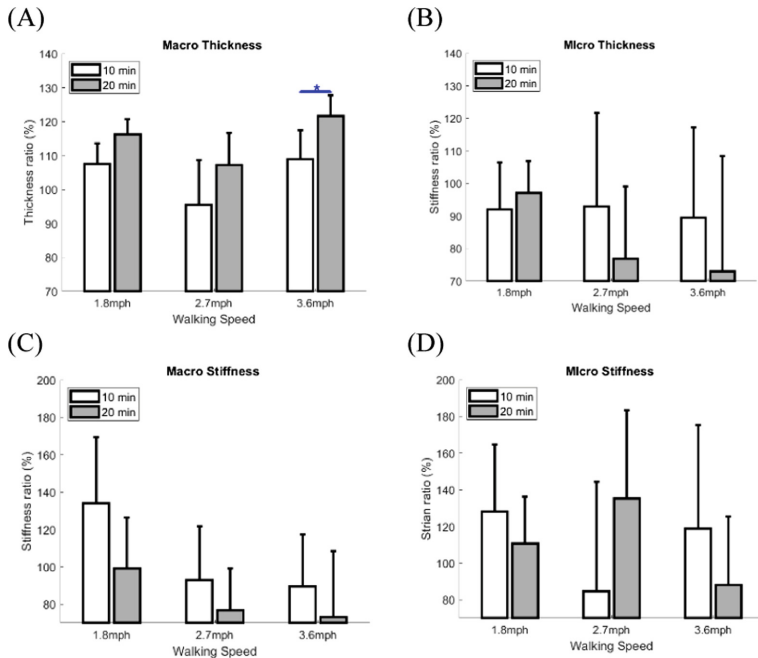 (A)
Macro Thickness
140
130
120
110
100
90
80
70
Thickness ratio (%)
10 min
20 min
*
1.8mph 2.7mph 3.6mph
Walking Speed
(B)
MIcro Thickness
140
130
120
110
100
90
80
70
Stiffness ratio (%)
10 min
20 min
1.8mph 2.7mph 3.6mph
Walking Speed
(C)
Macro Stiffness
200
180
160
140
120
100
80
Stiffness ratio (%)
10 min
20 min
1.8mph 2.7mph 3.6mph
Walking Speed
(D)
MIcro Stiffness
200
180
160
140
120
100
80
Strian ratio (%)
10 min
20 min
1.8mph 2.7mph 3.6mph
Walking Speed